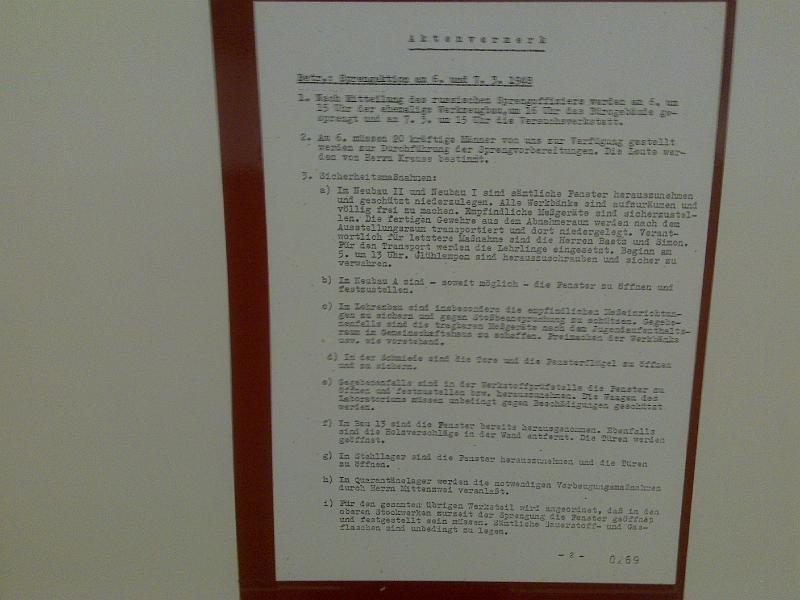 Aktenvermerk
Betr.: Sprengaktion am 6. und 7. 3. 1948
1. Nach Mitteilung des russischen Sprengoffiziers werden am 6. um
15 Uhr der ehemalige Werkzeugbau, um 16 Uhr das Bürogebäude ge-
sprengt und am 7. 3. um 15 Uhr die Versuchswerkstatt.
2. Am 6. müssen 20 kräftige Männer von uns zur Verfügung gestellt
werden zur Durchführung der Sprengvorbereitungen. Die Leute wer-
den von Herrn Krause bestimmt.
3. Sicherheitsmaßnahmen:
a) Im Neubau II und Neubau I sind sämtliche Fenster herauszunehmen
und geschützt niederzulegen. Alle Werkbänke sind aufzuräumen und
völlig frei zu machen. Empfindliche Meßgeräte sind sicherzustel-
len. Die fertigen Gewehre aus dem Abnahmeraum werden nach dem
Ausstellungsraum transportiert und dort niedergelegt. Verant-
wortlich für letztere Maßnahme sind die Herren Baetz und Simon.
Für den Transport werden die Lehrlinge eingesetzt. Beginn am
5. um 13 Uhr. Glühlampen sind herauszuschrauben und sicher zu
verwahren.
b) Im Neubau A sind - soweit möglich - die Fenster zu öffnen und
festzustellen.
c) Im Lehrenbau sind insbesondere die empfindlichen Meßeinrichtun-
gen zu sichern und gegen Stoßbeanspruchung zu schützen. Gegebe-
nenfalls sind die tragbaren Meßgeräte nach dem Jugendaufenthalts-
raum im Gemeinschaftshaus zu schaffen. Freimachen der Werkbänke
usw. wie vorstehend.
d) In der Schmiede sind die Tore und die Fensterflügel zu öffnen
und zu sichern.
e) Gegebenenfalls sind in der Werkstoffprüfstelle die Fenster zu
öffnen und festzustellen bzw. herauszunehmen. Die Waagen des
Laboratoriums müssen unbedingt gegen Beschädigungen geschützt
werden.
f) Im Bau 13 sind die Fenster bereits herausgenommen. Ebenfalls
sind die Holzverschläge in der Wand entfernt. Die Türen werden
geöffnet.
g) Im Stahllager sind die Fenster herauszunehmen und die Türen
zu öffnen.
h) Im Quarantänelager werden die notwendigen Vorbeugungsmaßnahmen
durch Herrn Mittenzwei veranlaßt.
i) Für den gesamten übrigen Werksteil wird angeordnet, daß in den
oberen Stockwerken zurzeit der Sprengung die Fenster geöffnet
und festgestellt sein müssen. Sämtliche Sauerstoff- und Gas-
flaschen sind unbedingt zu legen.
- 2 -
0269